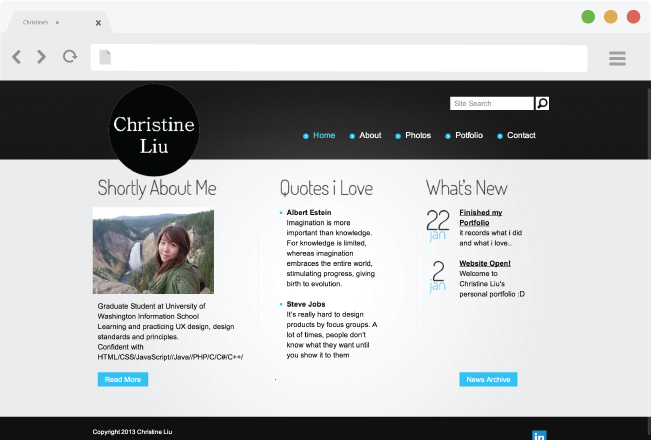 Christine's
Site Search
Christine
Liu
Home
About
Photos
Potfolio
Contact
Shortly About Me
Graduate Student at University of
Washington Information School
Learning and practicing UX design, design
standards and principles.
Confident with
HTML/CSS/JavaScript//Java//PHP/C/C#/C++/
Read More
Quotes i Love
Albert Estein
Imagination is more
important than knowledge.
For knowledge is limited,
whereas imagination
embraces the entire world,
stimulating progress, giving
birth to evolution.
Steve Jobs
It's really hard to design
products by focus groups. A
lot of times, people don't
know what they want until
you show it to them
.
What's New
22
jan
Finished my
Portfolio
it records what i did
and what i love..
2
jan
Website Open!
Welcome to
Christine Liu's
personal portfolio :D
News Archive
Copyright 2013 Christine Liu
in